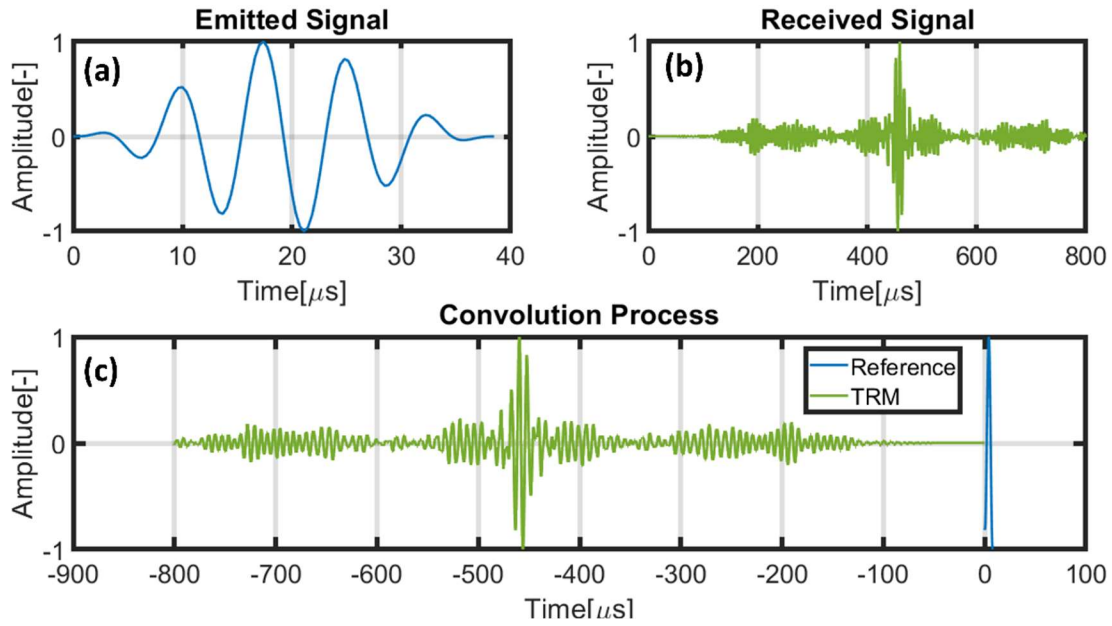 Emitted Signal
(a)
Amplitude[-]
1
0
-1
0 10 20 30 40
Time[μs]
Received Signal
(b)
Amplitude[-]
1
0
-1
0 200 400 600 800
Time[μs]
Convolution Process
(c)
Amplitude[-]
1
0
-1
Reference
TRM
-900 -800 -700 -600 -500 -400 -300 -200 -100 0 100
Time[μs]